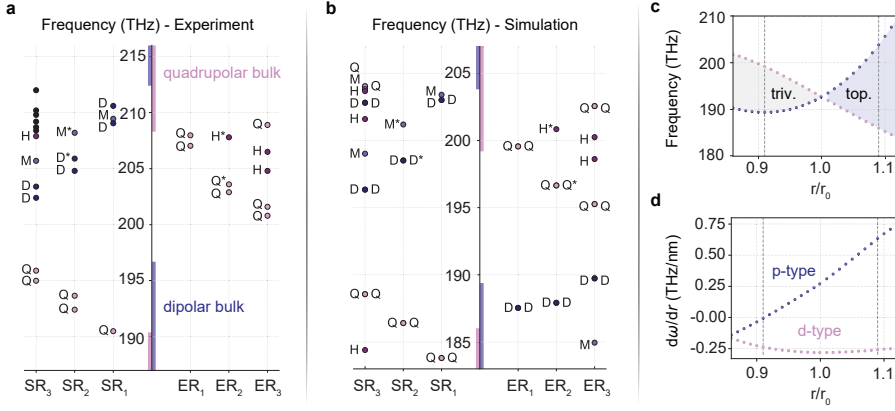 a
Frequency (THz) - Experiment
215
210
205
200
195
190
quadrupolar bulk
dipolar bulk
H
M
D
D
Q
Q
M*
D*
D
Q
Q
D
M
D
Q
Q
Q
H*
Q*
Q
Q
H
D
Q
Q
SR3
SR2
SR1
ER1
ER2
ER3
b
Frequency (THz) - Simulation
205
200
195
190
185
Q
M
H Q
D D
H
M
D D
Q Q
H
M*
D D*
Q Q
M
D D
Q Q
Q Q
D D
H*
Q Q*
D D
Q Q
H
H
Q Q
D D
M
SR3
SR2
SR1
ER1
ER2
ER3
c
Frequency (THz)
210
200
190
180
triv.
top.
0.9
1.0
1.1
r/r0
d
dω/dr (THz/nm)
0.75
0.50
0.25
-0.00
-0.25
p-type
d-type
0.9
1.0
1.1
r/r0